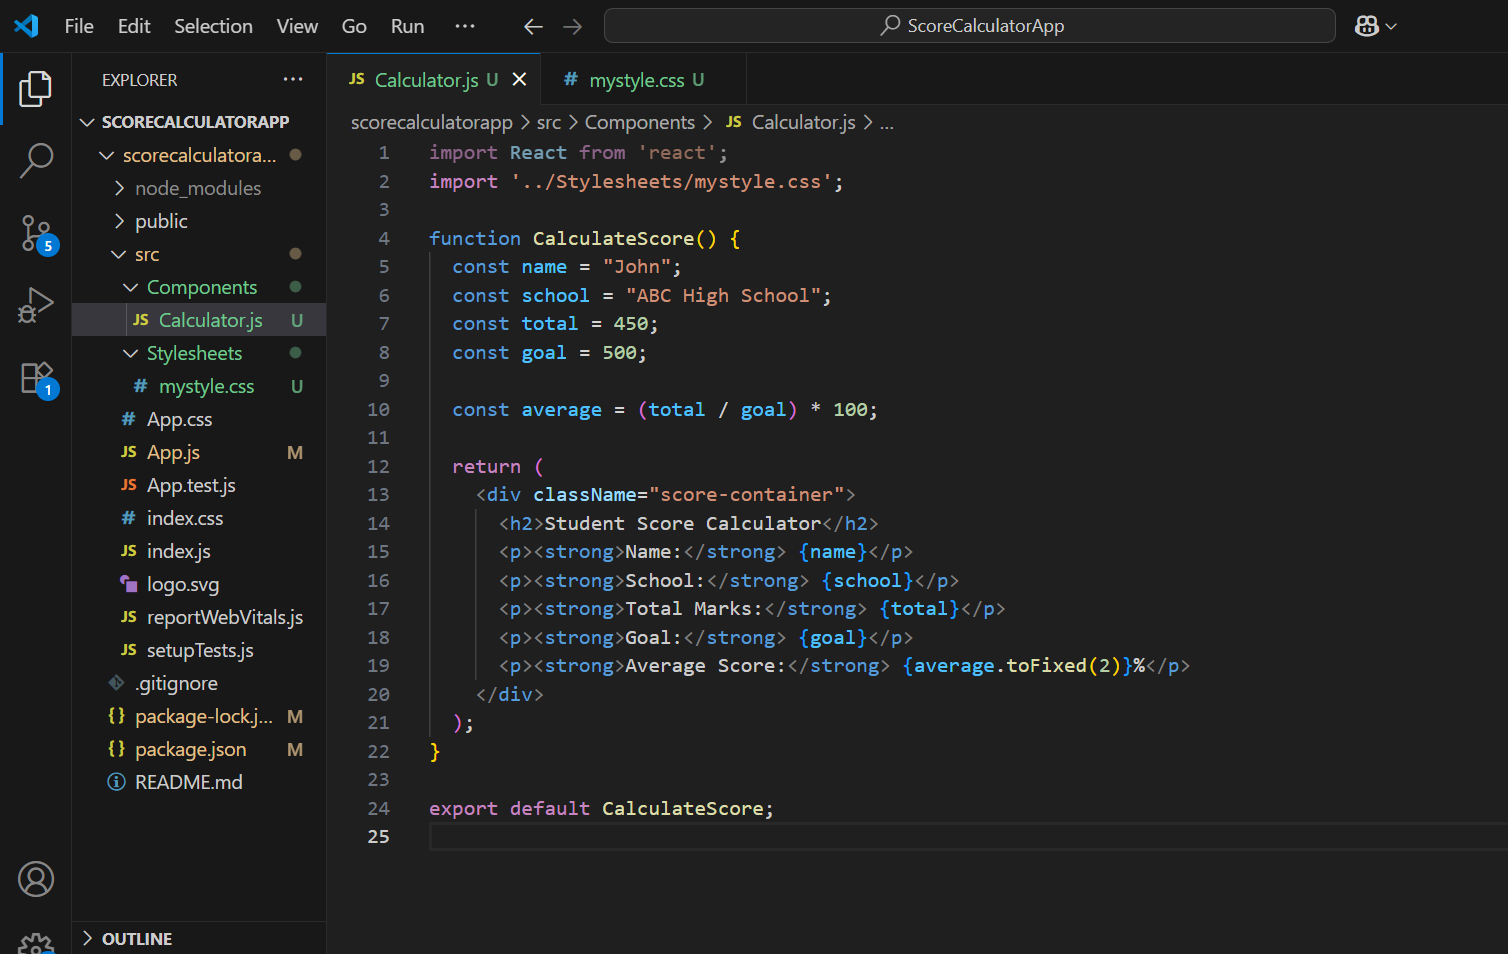 File Edit Selection View Go Run ··· ← → ScoreCalculatorApp
EXPLORER ···
SCORECALCULATORAPP
scorecalculatora...
node_modules
public
src
Components
JS Calculator.js U
Stylesheets
# mystyle.css U
# App.css
JS App.js M
JS App.test.js
# index.css
JS index.js
logo.svg
JS reportWebVitals.js
JS setupTests.js
.gitignore
{} package-lock.j... M
{} package.json M
README.md
OUTLINE
5
1
JS Calculator.js U × # mystyle.css U
scorecalculatorapp > src > Components > JS Calculator.js > ...
1 import React from 'react';
2 import '../Stylesheets/mystyle.css';
3
4 function CalculateScore() {
5 const name = "John";
6 const school = "ABC High School";
7 const total = 450;
8 const goal = 500;
9
10 const average = (total / goal) * 100;
11
12 return (
13 <div className="score-container">
14 <h2>Student Score Calculator</h2>
15 <p><strong>Name:</strong> {name}</p>
16 <p><strong>School:</strong> {school}</p>
17 <p><strong>Total Marks:</strong> {total}</p>
18 <p><strong>Goal:</strong> {goal}</p>
19 <p><strong>Average Score:</strong> {average.toFixed(2)}%</p>
20 </div>
21 );
22 }
23
24 export default CalculateScore;
25